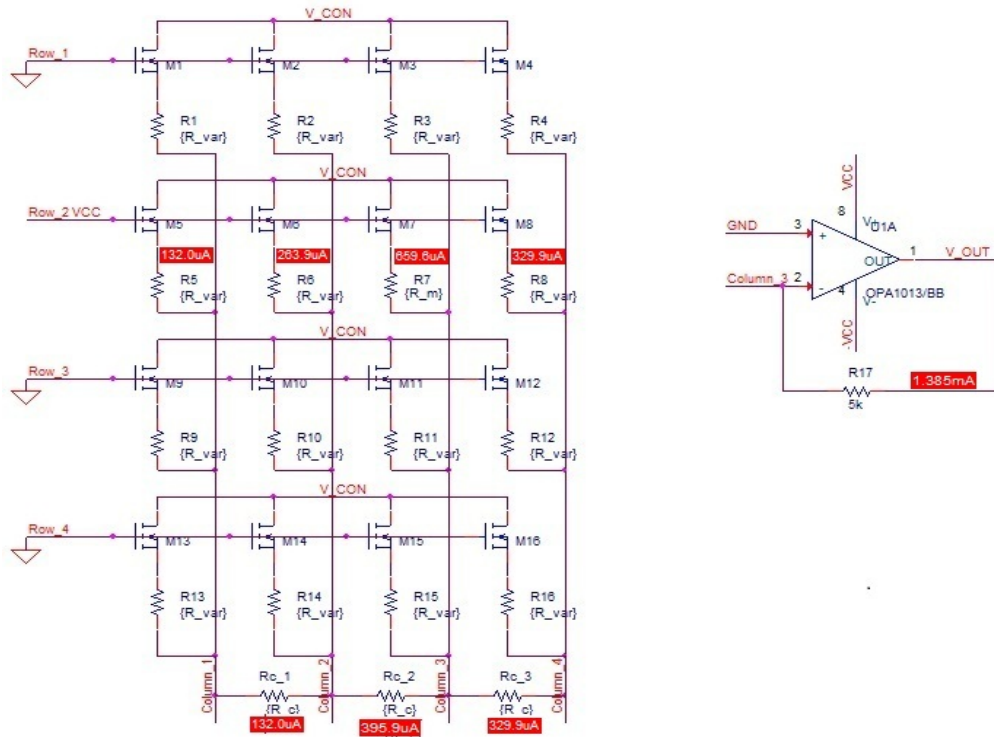 V_CON
Row_1
M1 M2 M3 M4
R1 R2 R3 R4
{R_var} {R_var} {R_var} {R_var}
V_CON
Row_2 VCC
M5 M6 M7 M8
132.0uA 263.9uA 659.6uA 329.9uA
R5 R6 R7 R8
{R_var} {R_var} {R_m} {R_var}
V_CON
Row_3
M9 M10 M11 M12
R9 R10 R11 R12
{R_var} {R_var} {R_var} {R_var}
V_CON
Row_4
M13 M14 M15 M16
R13 R14 R15 R16
{R_var} {R_var} {R_var} {R_var}
Column_1 Column_2 Column_3 Column_4
Rc_1 Rc_2 Rc_3
{R_c} {R_c} {R_c}
132.0uA 395.9uA 329.9uA
VCC
8
GND 3 + V+ U1A
OUT 1 V_OUT
Column_3 2 - 4 V- OPA1013/BB
-VCC
R17
1.385mA
5k